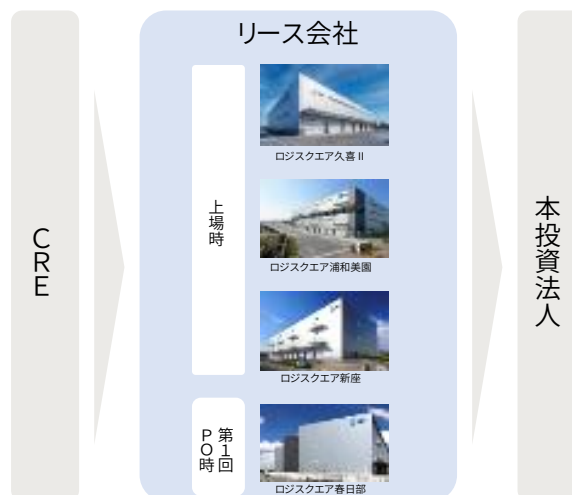 CRE
リース会社
上場時
ロジスクエア久喜Ⅱ
ロジスクエア浦和美園
ロジスクエア新座
第1回
PO時
ロジスクエア春日部
本投資法人